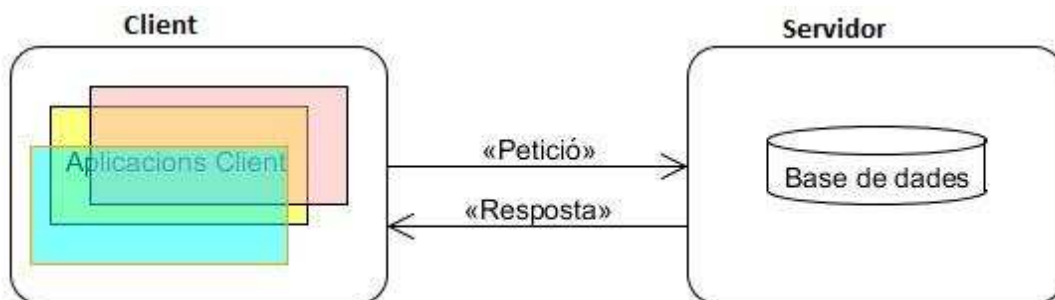 Client
Servidor
Aplicacions Client
«Petició»
«Resposta»
Base de dades